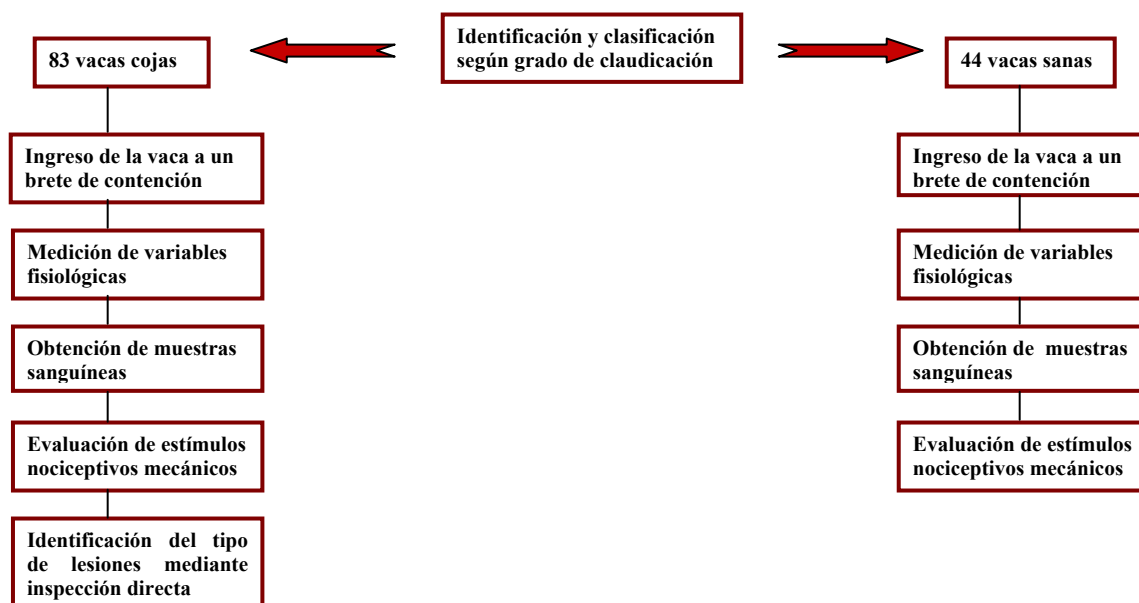 Identificación y clasificación
según grado de claudicación
83 vacas cojas
Ingreso de la vaca a un
brete de contención
Medición de variables
fisiológicas
Obtención de muestras
sanguíneas
Evaluación de estímulos
nociceptivos mecánicos
Identificación del tipo
de lesiones mediante
inspección directa
44 vacas sanas
Ingreso de la vaca a un
brete de contención
Medición de variables
fisiológicas
Obtención de muestras
sanguíneas
Evaluación de estímulos
nociceptivos mecánicos